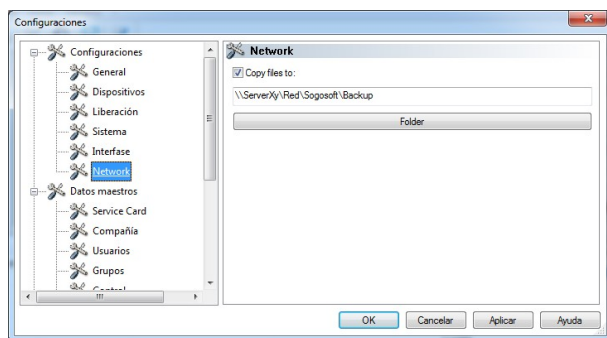 Configuraciones
Configuraciones
General
Dispositivos
Liberación
Sistema
Interfase
Network
Datos maestros
Service Card
Compañía
Usuarios
Grupos
Control
Network
Copy files to:
\\ServerXy\Red\Sogosoft\Backup
Folder
OK
Cancelar
Aplicar
Ayuda